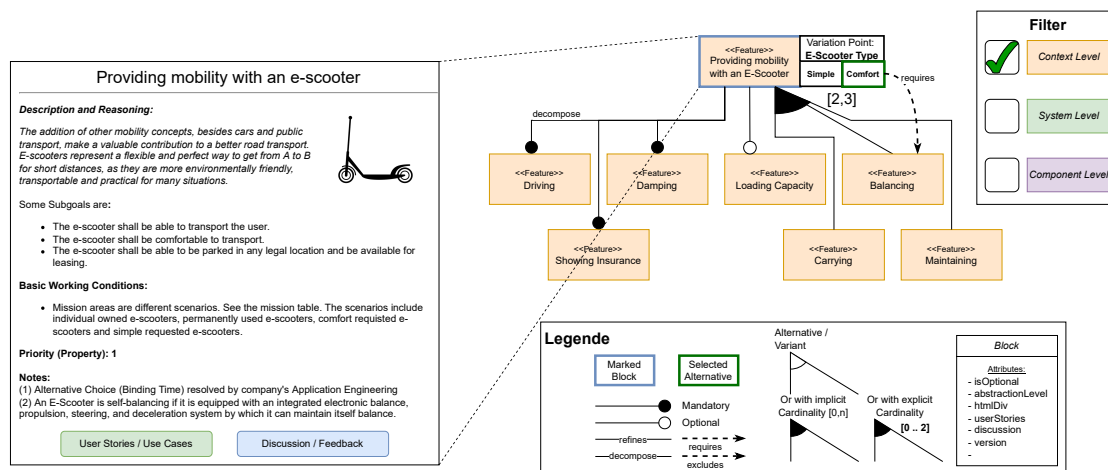 Providing mobility with an e-scooter
Description and Reasoning:
The addition of other mobility concepts, besides cars and public
transport, make a valuable contribution to a better road transport.
E-scooters represent a flexible and perfect way to get from A to B
for short distances, as they are more environmentally friendly,
transportable and practical for many situations.
Some Subgoals are:
• The e-scooter shall be able to transport the user.
• The e-scooter shall be comfortable to transport.
• The e-scooter shall be able to be parked in any legal location and be available for
leasing.
Basic Working Conditions:
• Mission areas are different scenarios. See the mission table. The scenarios include
individual owned e-scooters, permanently used e-scooters, comfort requisted e-
scooters and simple requested e-scooters.
Priority (Property): 1
Notes:
(1) Alternative Choice (Binding Time) resolved by company's Application Engineering
(2) An E-Scooter is self-balancing if it is equipped with an integrated electronic balance,
propulsion, steering, and deceleration system by which it can maintain itself balance.
User Stories / Use Cases
Discussion / Feedback
<<Feature>>
Providing mobility
with an E-Scooter
Variation Point:
E-Scooter Type
Simple
Comfort
requires
[2,3]
decompose
<<Feature>>
Driving
<<Feature>>
Damping
<<Feature>>
Loading Capacity
<<Feature>>
Balancing
<<Feature>>
Showing Insurance
<<Feature>>
Carrying
<<Feature>>
Maintaining
Filter
Context Level
System Level
Component Level
Legende
Marked
Block
Selected
Alternative
Mandatory
Optional
refines
requires
decompose
excludes
Alternative /
Variant
Or with implicit
Cardinality [0,n]
Or with explicit
Cardinality
[0 .. 2]
Block
Attributes:
- isOptional
- abstractionLevel
- htmlDiv
- userStories
- discussion
- version
-